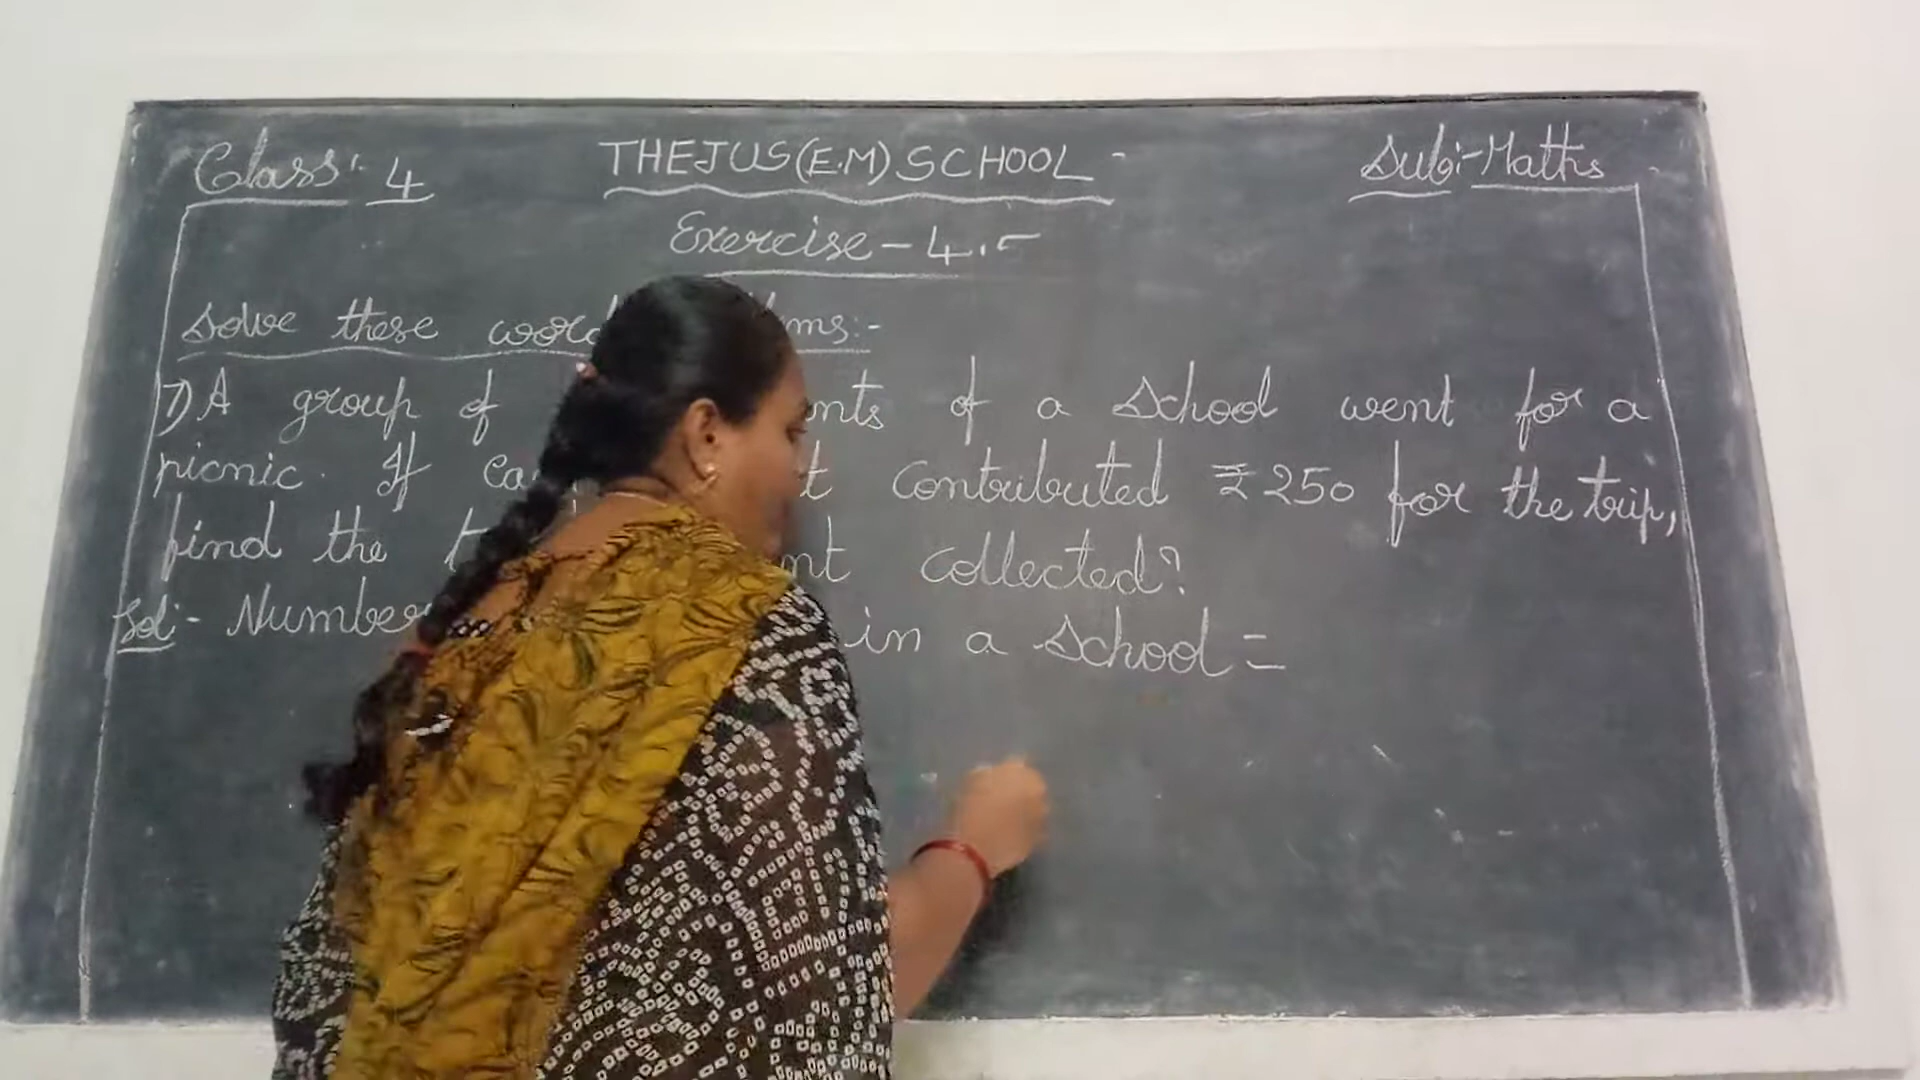 Class: 4 THEJUS (E.M) SCHOOL Sub:-Maths
Exercise - 4.5
Solve these :-
1) A group of of a school went for a
picnic. If contributed ₹250 for the trip,
find the collected?
Sol:- Number in a school =